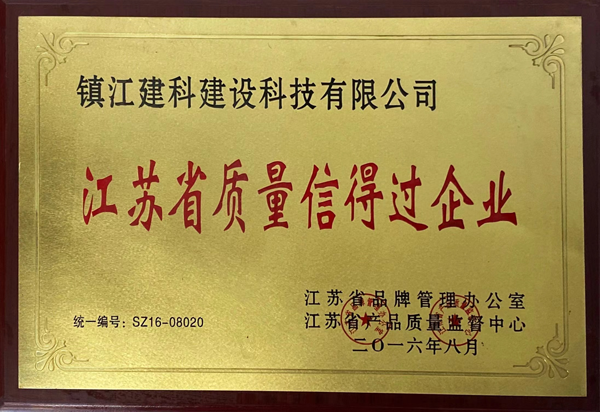 镇江建科建设科技有限公司
江苏省质量信得过企业
江苏省品牌管理办公室
统一编号：SZ16-08020
江苏省产品质量监督中心
二〇一六年八月